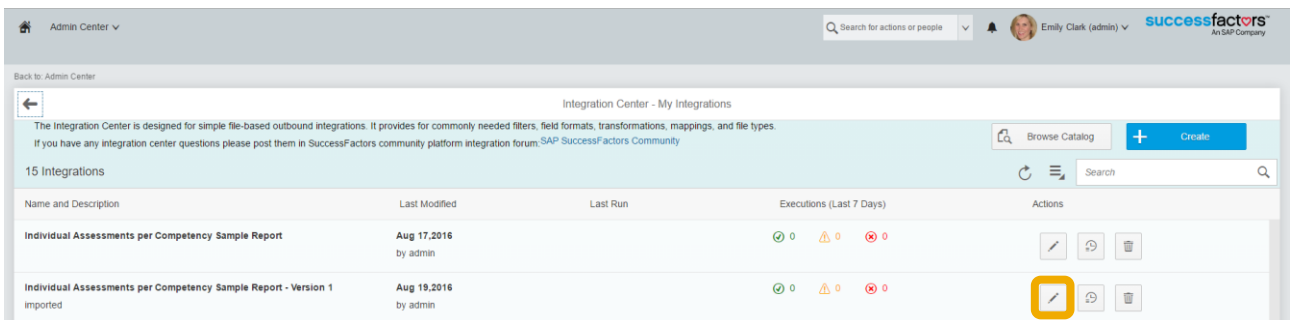 Admin Center
Search for actions or people
Emily Clark (admin)
successfactors™
An SAP Company
Back to: Admin Center
Integration Center - My Integrations
The Integration Center is designed for simple file-based outbound integrations. It provides for commonly needed filters, field formats, transformations, mappings, and file types.
If you have any integration center questions please post them in SuccessFactors community platform integration forum: SAP SuccessFactors Community
Browse Catalog
Create
15 Integrations
Search
Name and Description Last Modified Last Run Executions (Last 7 Days) Actions
Individual Assessments per Competency Sample Report Aug 17,2016 0 0 0
by admin
Individual Assessments per Competency Sample Report - Version 1 Aug 19,2016 0 0 0
imported by admin